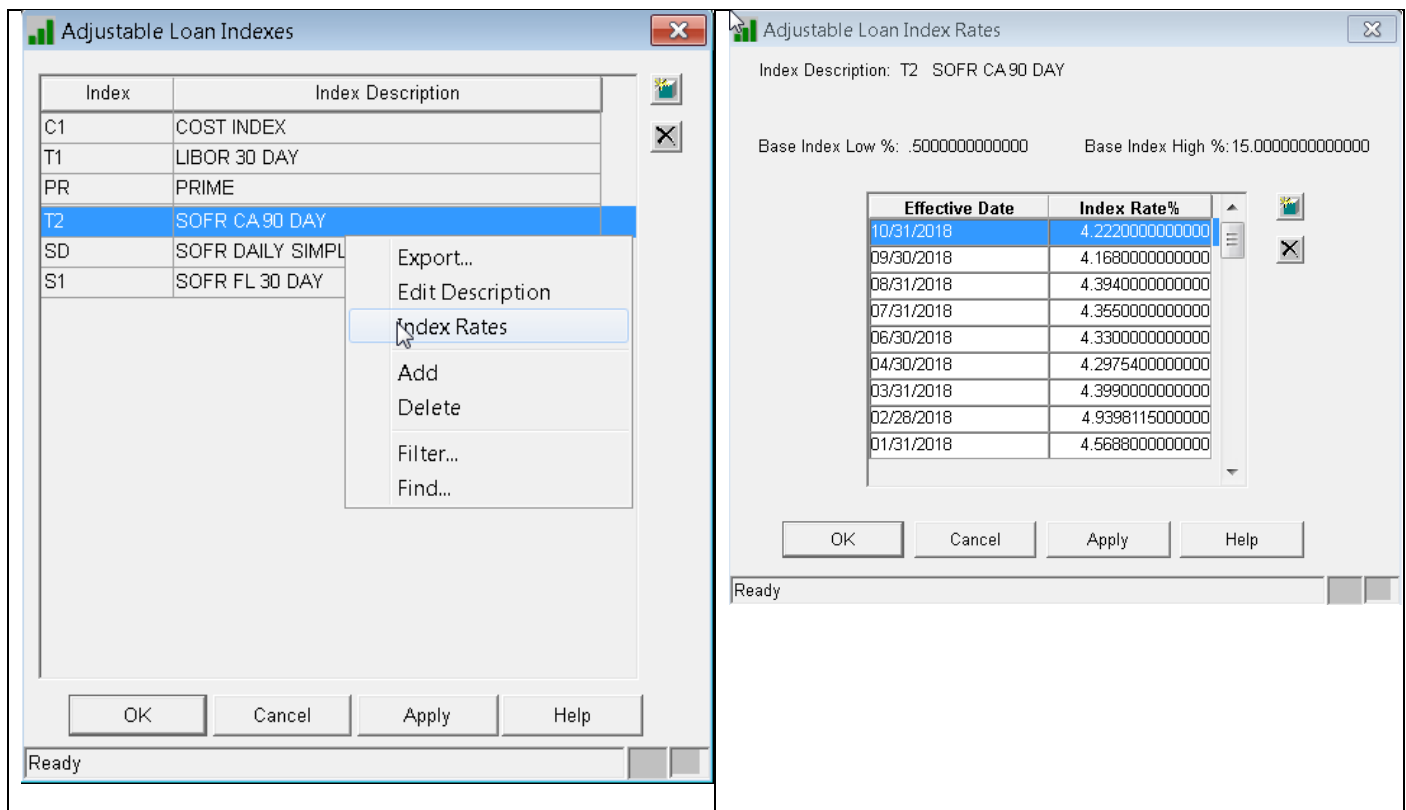 Adjustable Loan Indexes
Index Index Description
C1 COST INDEX
T1 LIBOR 30 DAY
PR PRIME
T2 SOFR CA 90 DAY
SD SOFR DAILY SIMPL
S1 SOFR FL 30 DAY
Export...
Edit Description
Index Rates
Add
Delete
Filter...
Find...
OK Cancel Apply Help
Ready
Adjustable Loan Index Rates
Index Description: T2 SOFR CA 90 DAY
Base Index Low %: .5000000000000 Base Index High %: 15.0000000000000
Effective Date Index Rate%
10/31/2018 4.2220000000000
09/30/2018 4.1680000000000
08/31/2018 4.3940000000000
07/31/2018 4.3550000000000
06/30/2018 4.3300000000000
04/30/2018 4.2975400000000
03/31/2018 4.3990000000000
02/28/2018 4.9398115000000
01/31/2018 4.5688000000000
OK Cancel Apply Help
Ready